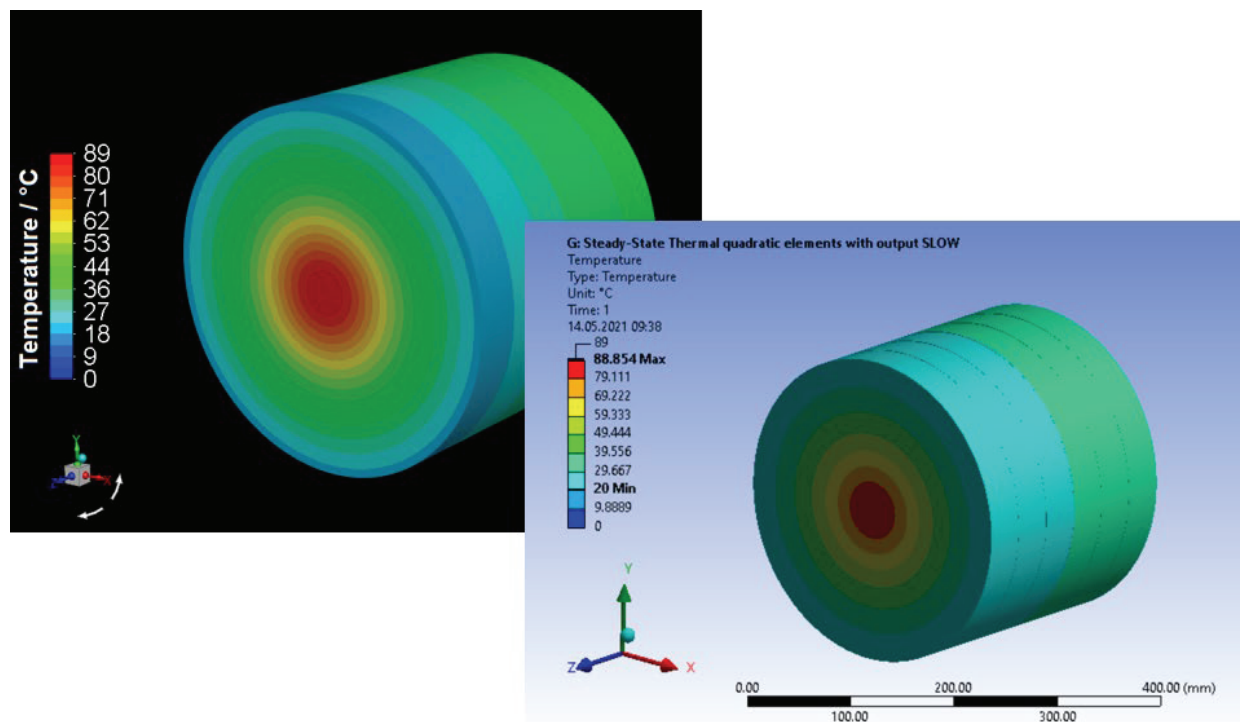 Temperature / °C
89
80
71
62
53
44
36
27
18
9
0
Y
Z
X
G: Steady-State Thermal quadratic elements with output SLOW
Temperature
Type: Temperature
Unit: °C
Time: 1
14.05.2021 09:38
89
88.854 Max
79.111
69.222
59.333
49.444
39.556
29.667
20 Min
9.8889
0
Y
Z
X
0.00
200.00
400.00 (mm)
100.00
300.00